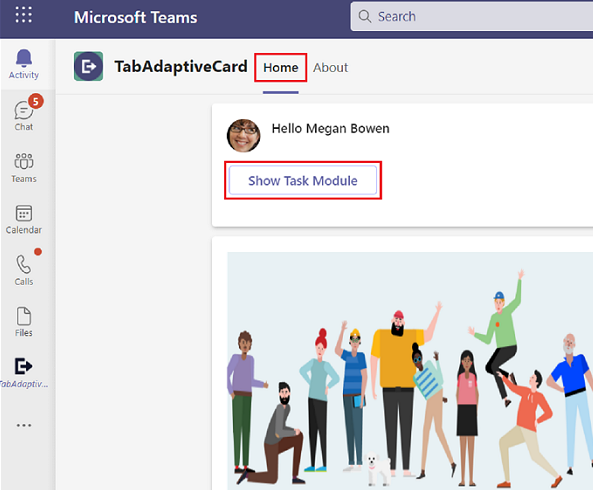 Microsoft Teams
Search
Activity
TabAdaptiveCard Home About
5
Chat
Hello Megan Bowen
Teams
Show Task Module
Calendar
Calls
Files
TabAdaptiv...